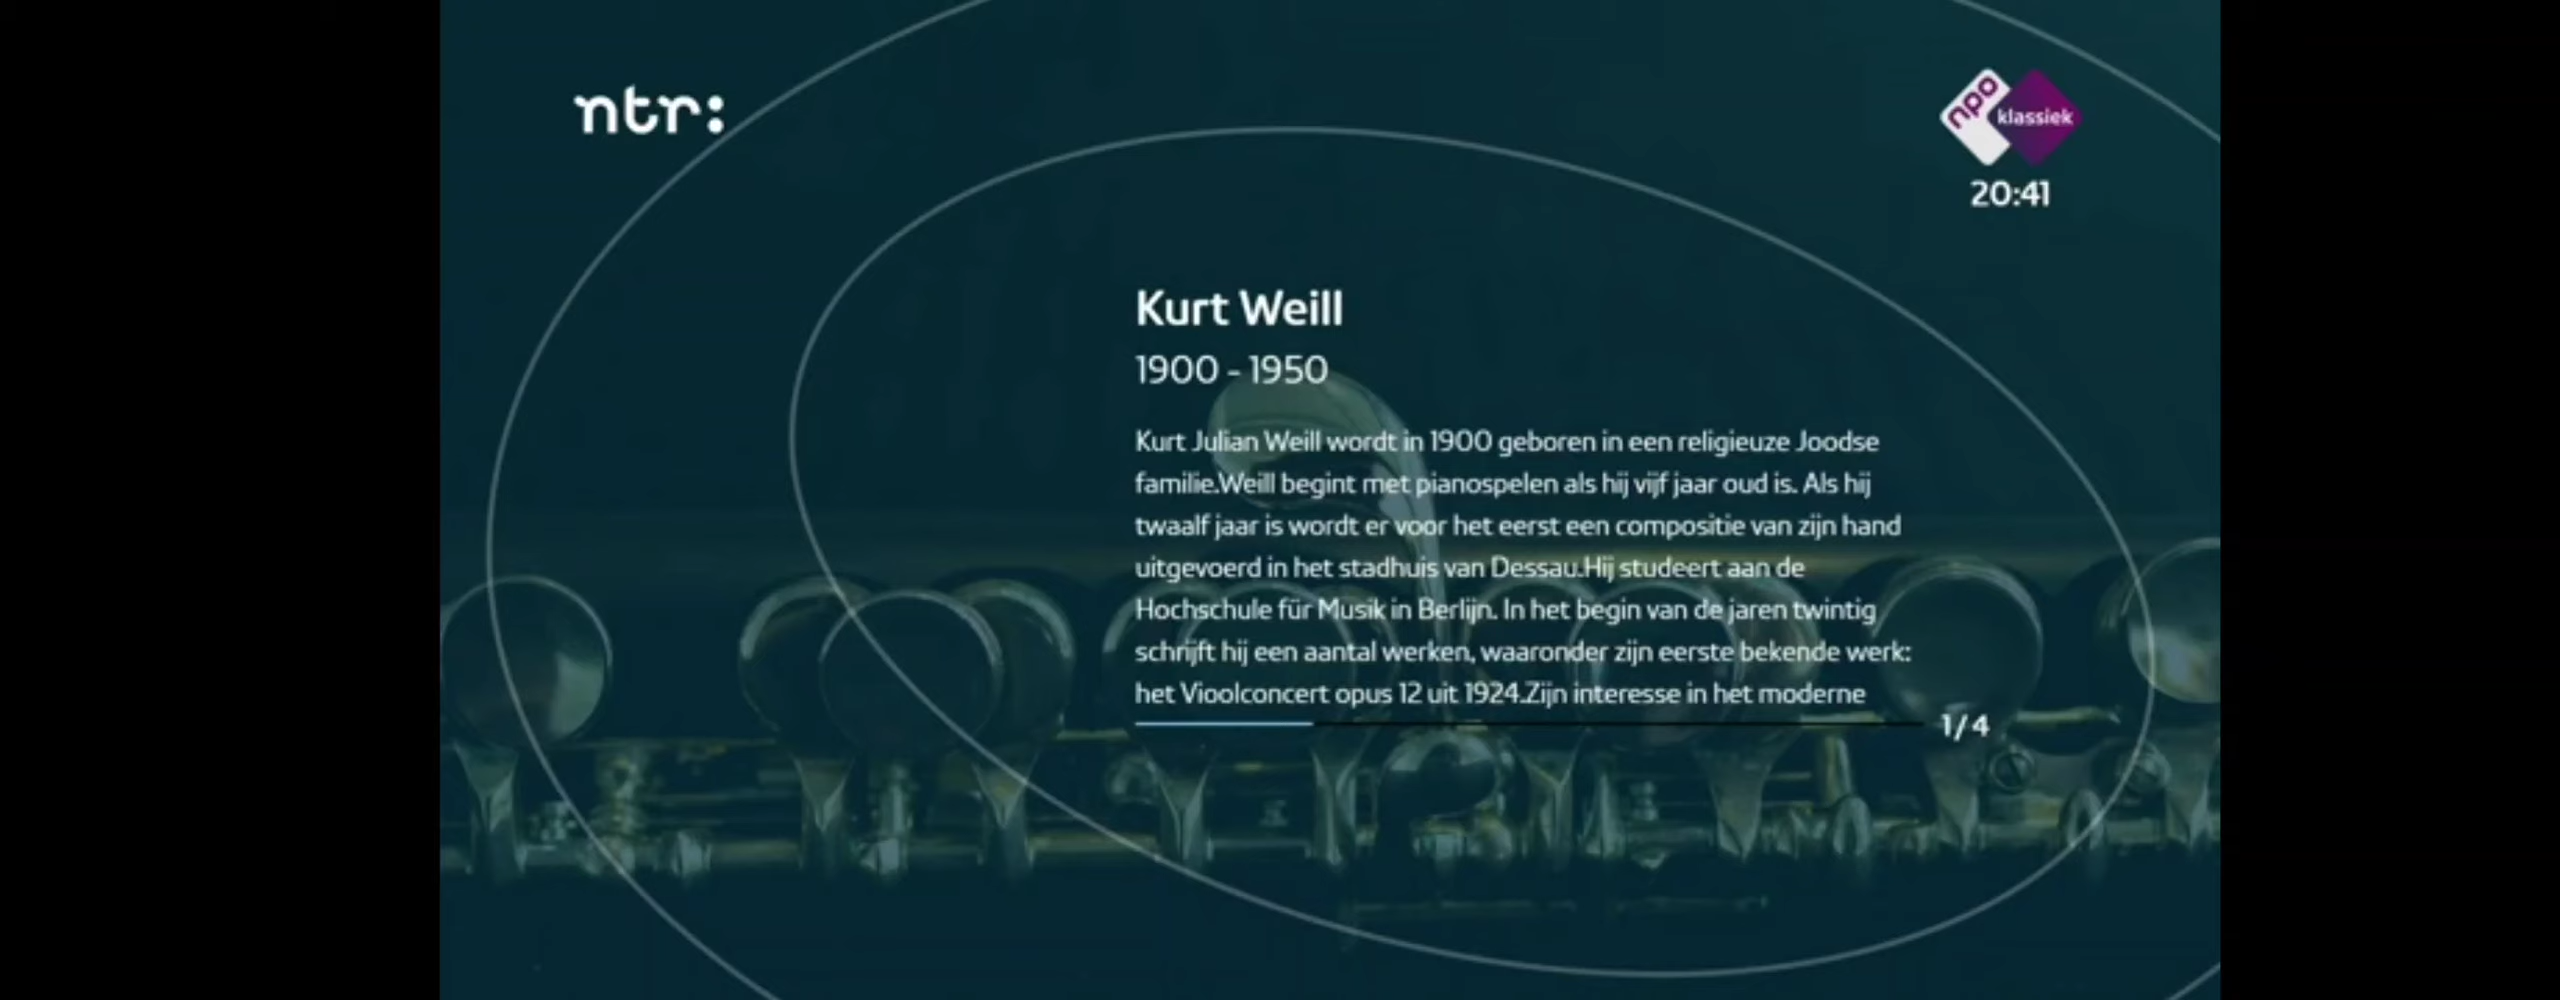 ntr:
npo klassiek
20:41
Kurt Weill
1900 - 1950
Kurt Julian Weill wordt in 1900 geboren in een religieuze Joodse
familie.Weill begint met pianospelen als hij vijf jaar oud is. Als hij
twaalf jaar is wordt er voor het eerst een compositie van zijn hand
uitgevoerd in het stadhuis van Dessau.Hij studeert aan de
Hochschule für Musik in Berlijn. In het begin van de jaren twintig
schrijft hij een aantal werken, waaronder zijn eerste bekende werk:
het Vioolconcert opus 12 uit 1924.Zijn interesse in het moderne
1/4